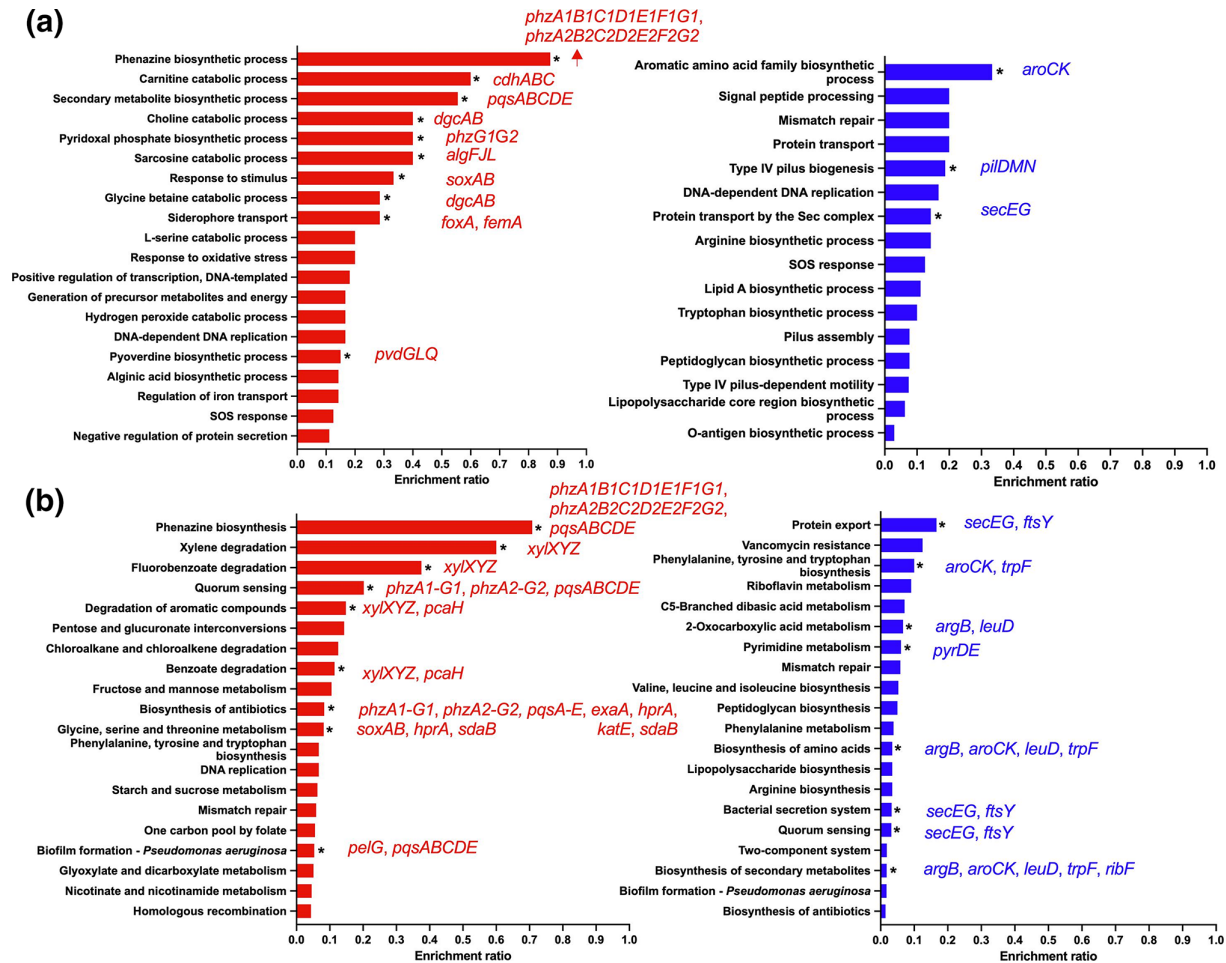 (a)
phzA1B1C1D1E1F1G1,
phzA2B2C2D2E2F2G2
Phenazine biosynthetic process *
Carnitine catabolic process * cdhABC
Secondary metabolite biosynthetic process * pqsABCDE
Choline catabolic process * dgcAB
Pyridoxal phosphate biosynthetic process * phzG1G2
Sarcosine catabolic process * algFJL
Response to stimulus * soxAB
Glycine betaine catabolic process * dgcAB
Siderophore transport * foxA, femA
L-serine catabolic process
Response to oxidative stress
Positive regulation of transcription, DNA-templated
Generation of precursor metabolites and energy
Hydrogen peroxide catabolic process
DNA-dependent DNA replication
Pyoverdine biosynthetic process * pvdGLQ
Alginic acid biosynthetic process
Regulation of iron transport
SOS response
Negative regulation of protein secretion
0.0 0.1 0.2 0.3 0.4 0.5 0.6 0.7 0.8 0.9 1.0
Enrichment ratio
Aromatic amino acid family biosynthetic
process * aroCK
Signal peptide processing
Mismatch repair
Protein transport
Type IV pilus biogenesis * pilDMN
DNA-dependent DNA replication
Protein transport by the Sec complex * secEG
Arginine biosynthetic process
SOS response
Lipid A biosynthetic process
Tryptophan biosynthetic process
Pilus assembly
Peptidoglycan biosynthetic process
Type IV pilus-dependent motility
Lipopolysaccharide core region biosynthetic
process
O-antigen biosynthetic process
0.0 0.1 0.2 0.3 0.4 0.5 0.6 0.7 0.8 0.9 1.0
Enrichment ratio
(b)
phzA1B1C1D1E1F1G1,
phzA2B2C2D2E2F2G2,
Phenazine biosynthesis * pqsABCDE
Xylene degradation * xylXYZ
Fluorobenzoate degradation * xylXYZ
Quorum sensing * phzA1-G1, phzA2-G2, pqsABCDE
Degradation of aromatic compounds * xylXYZ, pcaH
Pentose and glucuronate interconversions
Chloroalkane and chloroalkene degradation
Benzoate degradation * xylXYZ, pcaH
Fructose and mannose metabolism
Biosynthesis of antibiotics * phzA1-G1, phzA2-G2, pqsA-E, exaA, hprA,
Glycine, serine and threonine metabolism * soxAB, hprA, sdaB katE, sdaB
Phenylalanine, tyrosine and tryptophan
biosynthesis
DNA replication
Starch and sucrose metabolism
Mismatch repair
One carbon pool by folate
Biofilm formation - Pseudomonas aeruginosa * pelG, pqsABCDE
Glyoxylate and dicarboxylate metabolism
Nicotinate and nicotinamide metabolism
Homologous recombination
0.0 0.1 0.2 0.3 0.4 0.5 0.6 0.7 0.8 0.9 1.0
Enrichment ratio
Protein export * secEG, ftsY
Vancomycin resistance
Phenylalanine, tyrosine and tryptophan
biosynthesis * aroCK, trpF
Riboflavin metabolism
C5-Branched dibasic acid metabolism
2-Oxocarboxylic acid metabolism * argB, leuD
Pyrimidine metabolism * pyrDE
Mismatch repair
Valine, leucine and isoleucine biosynthesis
Peptidoglycan biosynthesis
Phenylalanine metabolism
Biosynthesis of amino acids * argB, aroCK, leuD, trpF
Lipopolysaccharide biosynthesis
Arginine biosynthesis
Bacterial secretion system * secEG, ftsY
Quorum sensing * secEG, ftsY
Two-component system
Biosynthesis of secondary metabolites * argB, aroCK, leuD, trpF, ribF
Biofilm formation - Pseudomonas aeruginosa
Biosynthesis of antibiotics
0.0 0.1 0.2 0.3 0.4 0.5 0.6 0.7 0.8 0.9 1.0
Enrichment ratio